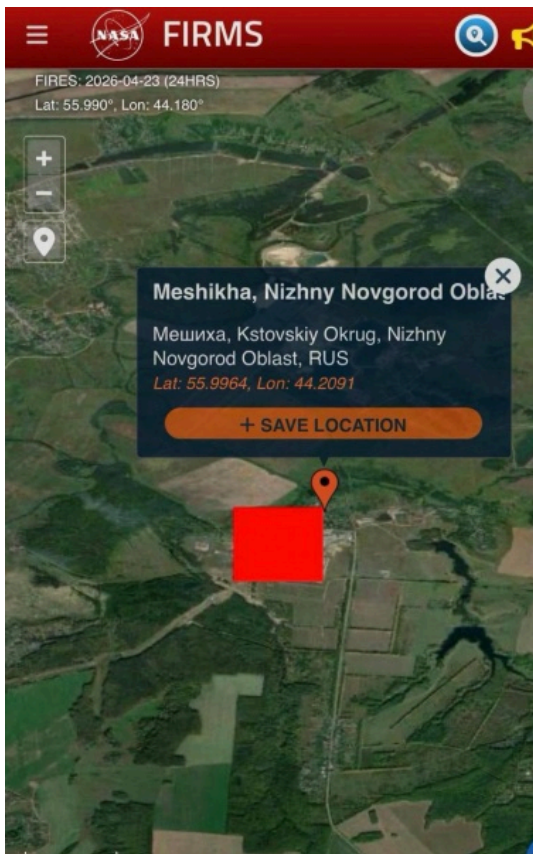 NASA
FIRMS
FIRES: 2026-04-23 (24HRS)
Lat: 55.990°, Lon: 44.180°
+
−
Meshikha, Nizhny Novgorod Oblas
Мешиха, Kstovskiy Okrug, Nizhny
Novgorod Oblast, RUS
Lat: 55.9964, Lon: 44.2091
+ SAVE LOCATION